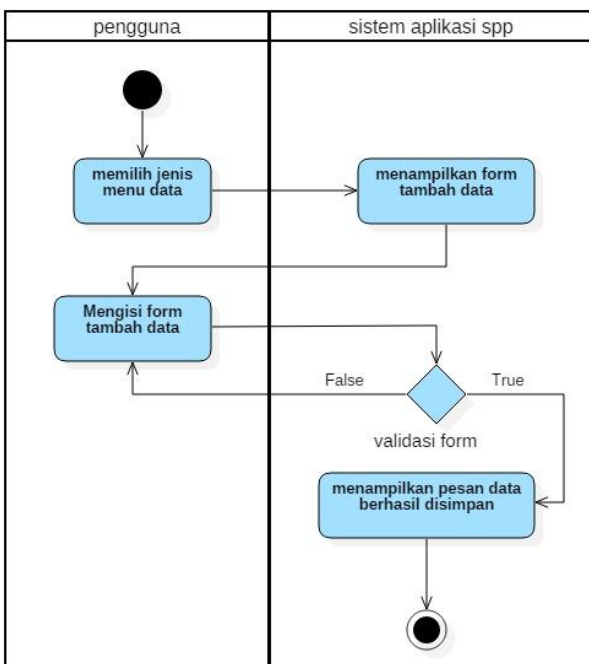 pengguna
sistem aplikasi spp
memilih jenis
menu data
menampilkan form
tambah data
Mengisi form
tambah data
False
True
validasi form
menampilkan pesan data
berhasil disimpan